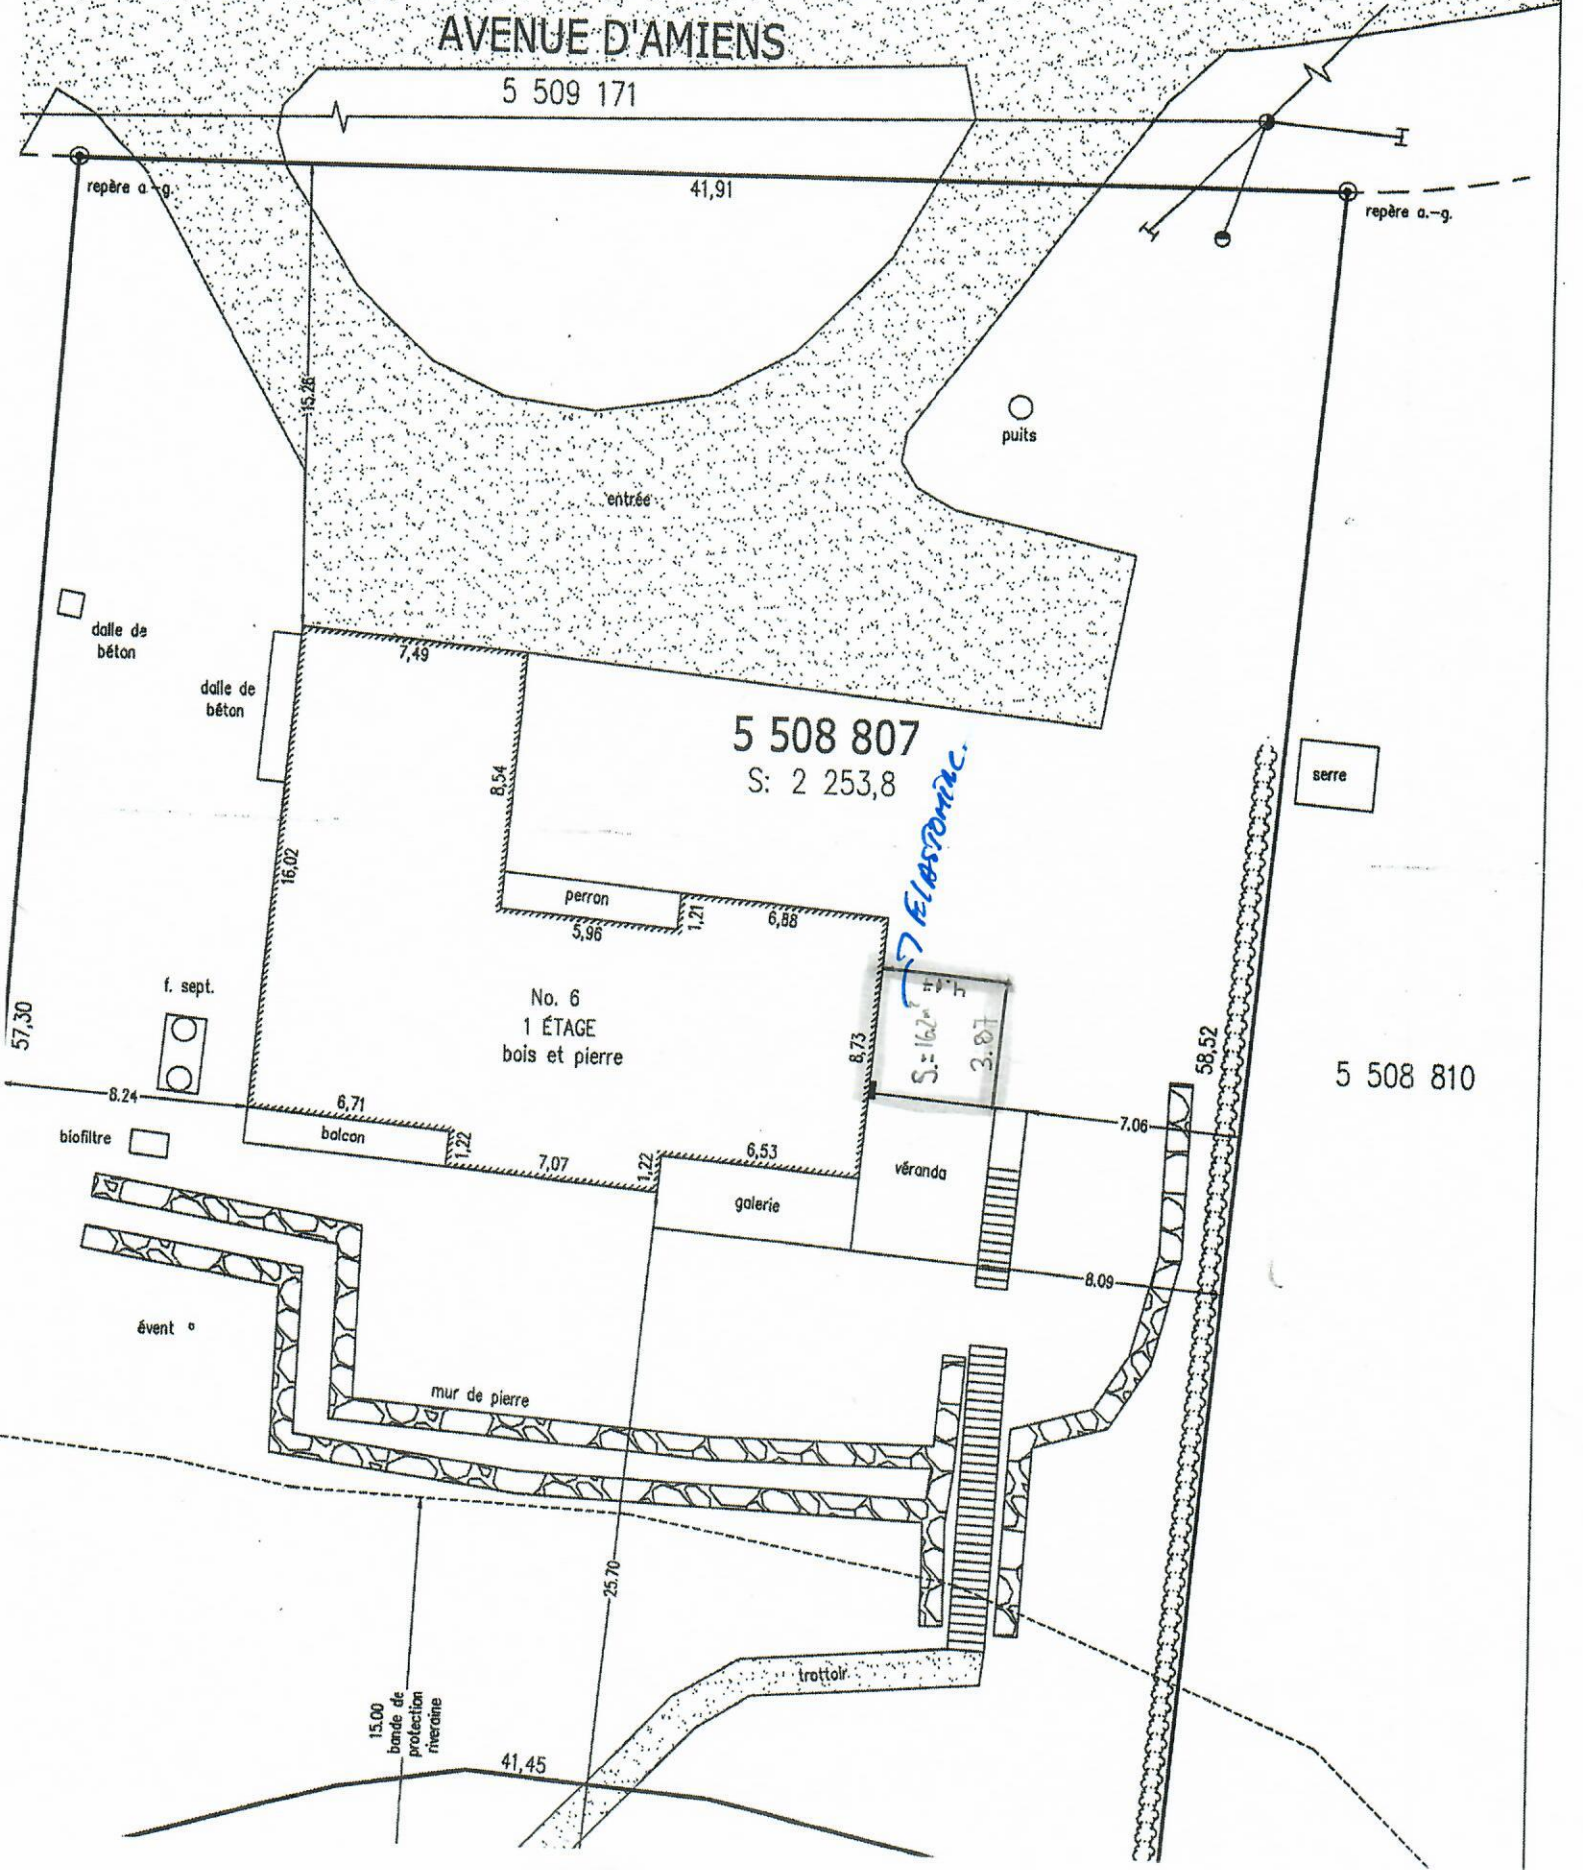 AVENUE D'AMIENS
5 509 171
repère a.-g.
41,91
repère a.-g.
15.26
puits
entrée
dalle de
béton
7,49
dalle de
béton
5 508 807
S: 2 253,8
8,54
serre
16,02
perron
5,96
1,21
6,88
f. sept.
No. 6
1 ÉTAGE
bois et pierre
8,73
S.=16.2m²
3.87
57,30
58,52
5 508 810
8.24
6,71
balcon
1,22
7,07
1,22
6,53
7.06
biofiltre
véranda
galerie
8.09
évent
mur de pierre
25.70
trottoir
15.00
bande de
protection
riveraine
41,45